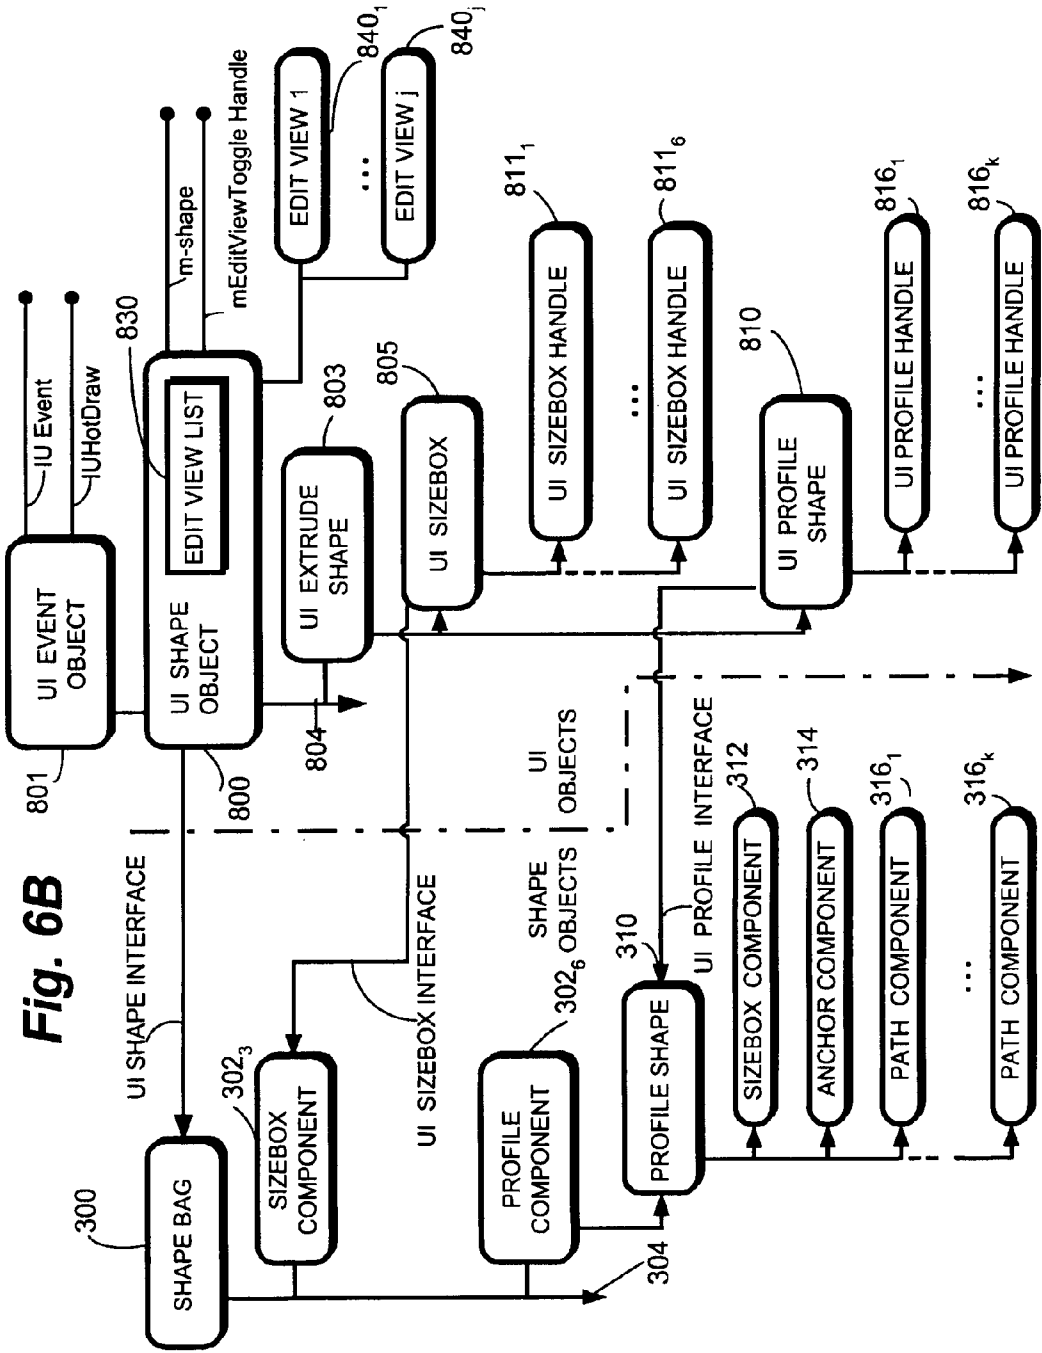 Fig. 6B
801
UI EVENT
OBJECT
IU Event
IUHotDraw
830
300
SHAPE BAG
UI SHAPE INTERFACE
800
UI SHAPE
OBJECT
EDIT VIEW LIST
m-shape
mEditViewToggle Handle
302₃
SIZEBOX
COMPONENT
804
UI EXTRUDE
SHAPE
803
EDIT VIEW 1
840₁
...
EDIT VIEW j
840j
UI SIZEBOX INTERFACE
UI SIZEBOX
805
PROFILE
COMPONENT
302₆
SHAPE
OBJECTS
UI
OBJECTS
UI SIZEBOX HANDLE
811₁
...
UI SIZEBOX HANDLE
811₆
304
PROFILE SHAPE
310
UI PROFILE INTERFACE
SIZEBOX COMPONENT
312
ANCHOR COMPONENT
314
PATH COMPONENT
316₁
...
PATH COMPONENT
316k
UI PROFILE
SHAPE
810
UI PROFILE HANDLE
816₁
...
UI PROFILE HANDLE
816k